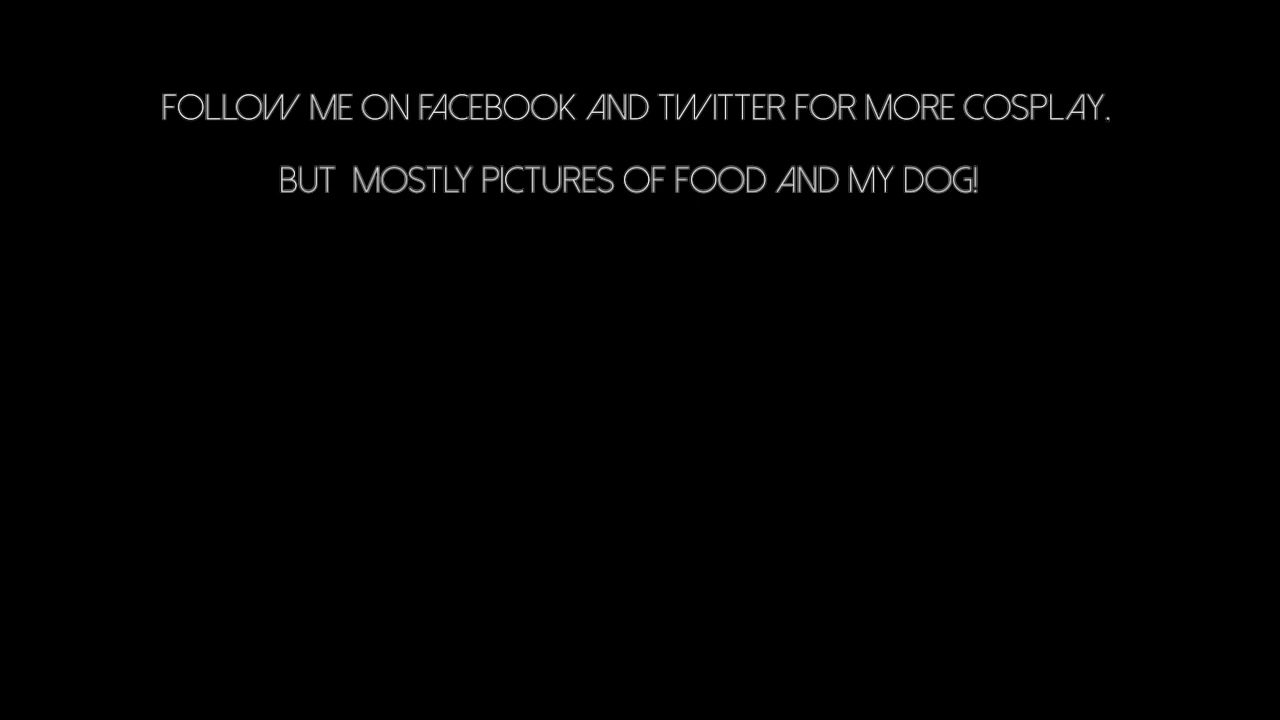 FOLLOW ME ON FACEBOOK AND TWITTER FOR MORE COSPLAY.
BUT  MOSTLY PICTURES OF FOOD AND MY DOG!